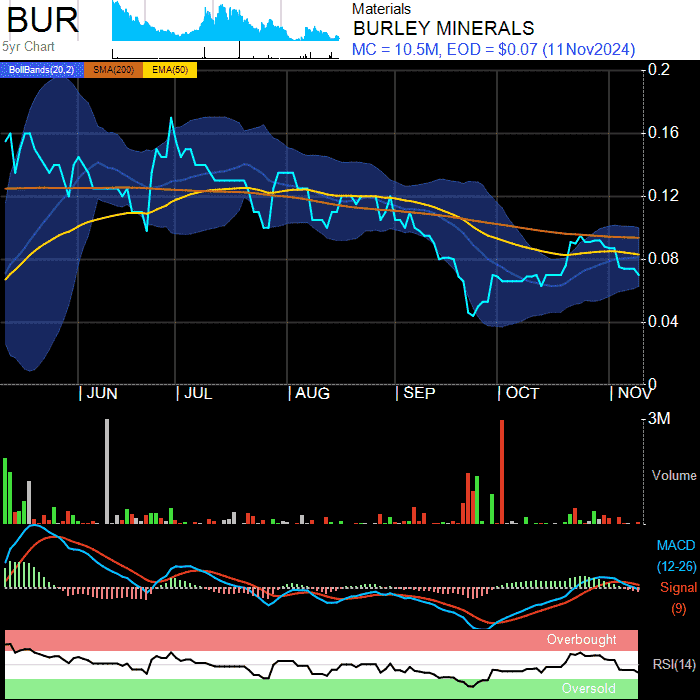 BUR
5yr Chart
Materials
BURLEY MINERALS
MC = 10.5M, EOD = $0.07 (11Nov2024)
BollBands(20,2) SMA(200) EMA(50)
0.2
0.16
0.12
0.08
0.04
0
| JUN | JUL | AUG | SEP | OCT | NOV
3M
Volume
MACD
(12-26)
Signal
(9)
Overbought
RSI(14)
Oversold